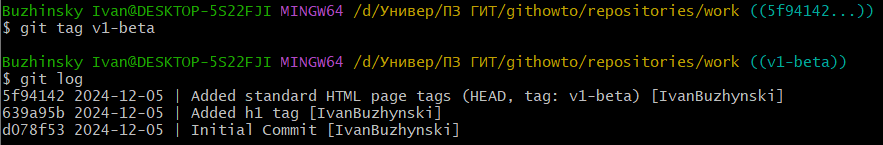 Buzhinsky Ivan@DESKTOP-5S22FJI MINGW64 /d/Универ/ПЗ ГИТ/githowto/repositories/work ((5f94142...))
$ git tag v1-beta
Buzhinsky Ivan@DESKTOP-5S22FJI MINGW64 /d/Универ/ПЗ ГИТ/githowto/repositories/work ((v1-beta))
$ git log
5f94142 2024-12-05 | Added standard HTML page tags (HEAD, tag: v1-beta) [IvanBuzhynski]
639a95b 2024-12-05 | Added h1 tag [IvanBuzhynski]
d078f53 2024-12-05 | Initial Commit [IvanBuzhynski]